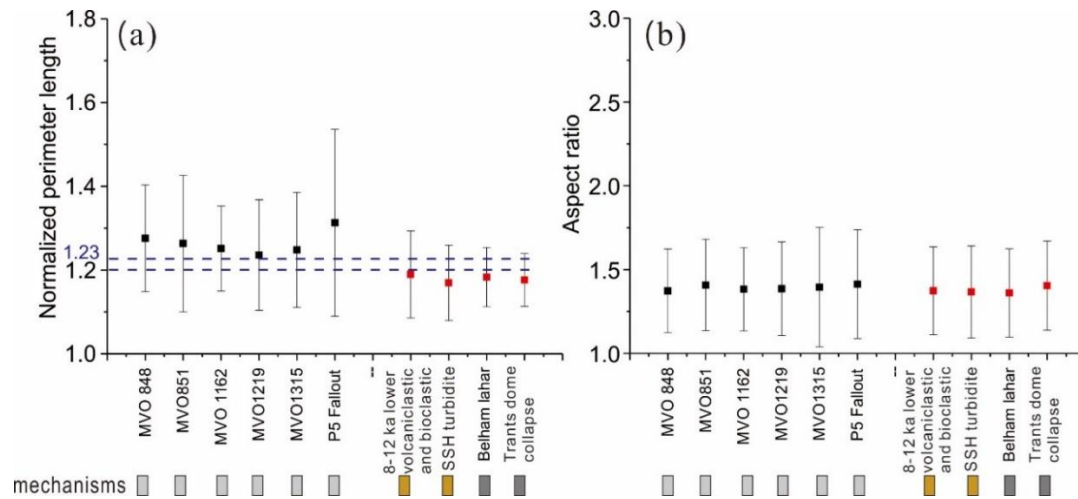 (a)
Normalized perimeter length
1.8
1.6
1.4
1.23
1.2
1.0
MVO 848
MVO851
MVO 1162
MVO1219
MVO1315
P5 Fallout
--
8-12 ka lower
volcaniclastic
and bioclastic
SSH turbidite
Belham lahar
Trants dome
collapse
(b)
Aspect ratio
3.0
2.5
2.0
1.5
1.0
MVO 848
MVO851
MVO 1162
MVO1219
MVO1315
P5 Fallout
--
8-12 ka lower
volcaniclastic
and bioclastic
SSH turbidite
Belham lahar
Trants dome
collapse
mechanisms